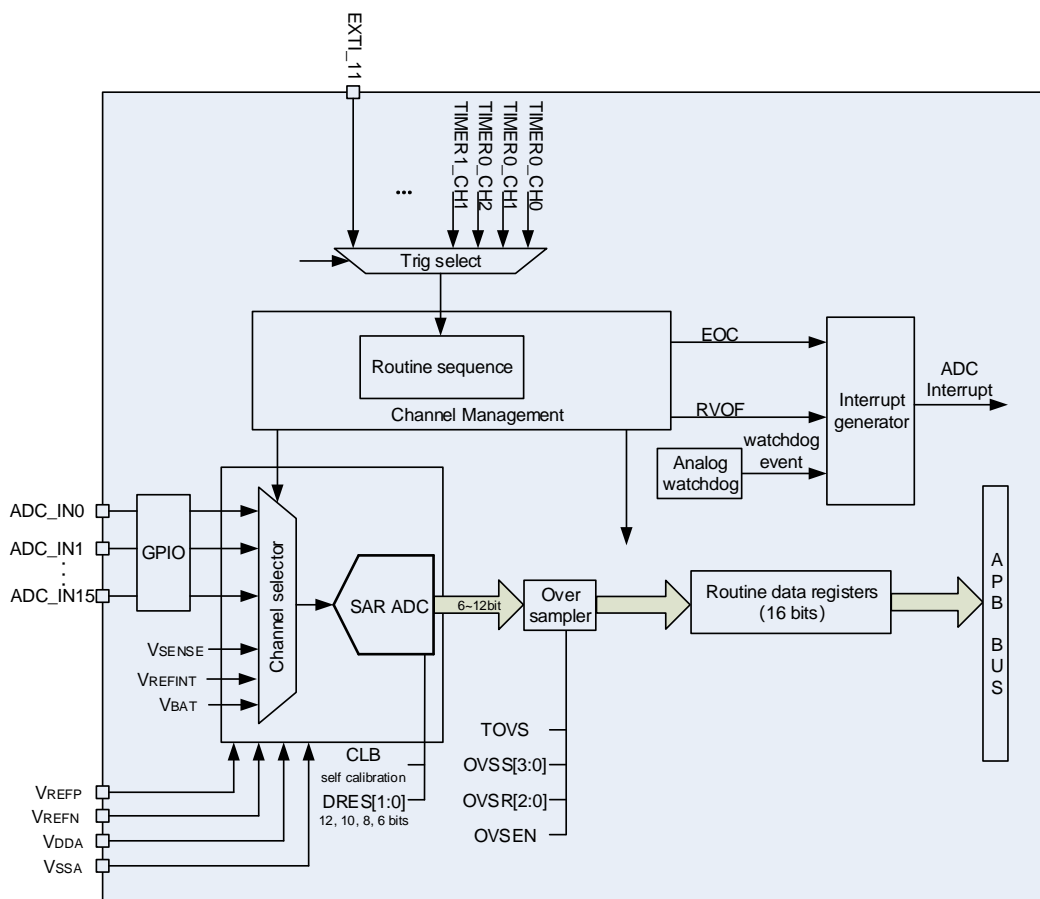 EXTI_11
TIMER1_CH1
TIMER0_CH2
TIMER0_CH1
TIMER0_CH0
...
Trig select
Routine sequence
Channel Management
EOC
RVOF
watchdog
event
Analog
watchdog
Interrupt
generator
ADC
Interrupt
ADC_IN0
ADC_IN1
ADC_IN15
GPIO
Channel selector
SAR ADC
6~12bit
Over
sampler
Routine data registers
(16 bits)
APB BUS
VSENSE
VREFINT
VBAT
CLB
self calibration
DRES[1:0]
12, 10, 8, 6 bits
TOVS
OVSS[3:0]
OVSR[2:0]
OVSEN
VREFP
VREFN
VDDA
VSSA